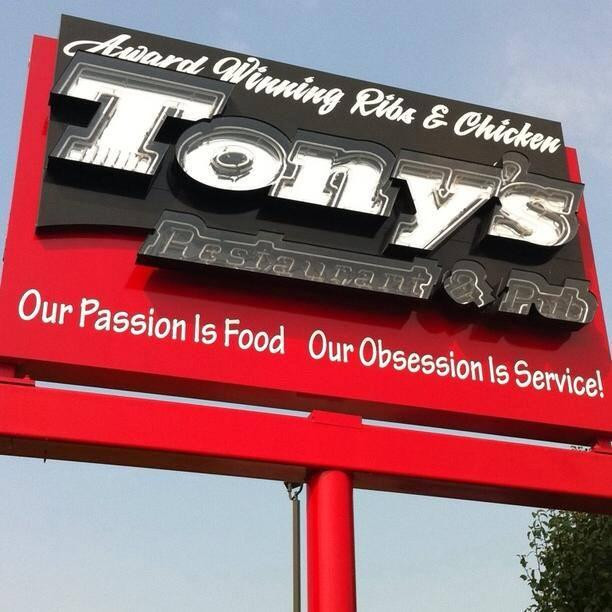 Award Winning Ribs & Chicken
Tony's
Restaurant & Pub
Our Passion Is Food Our Obsession Is Service!